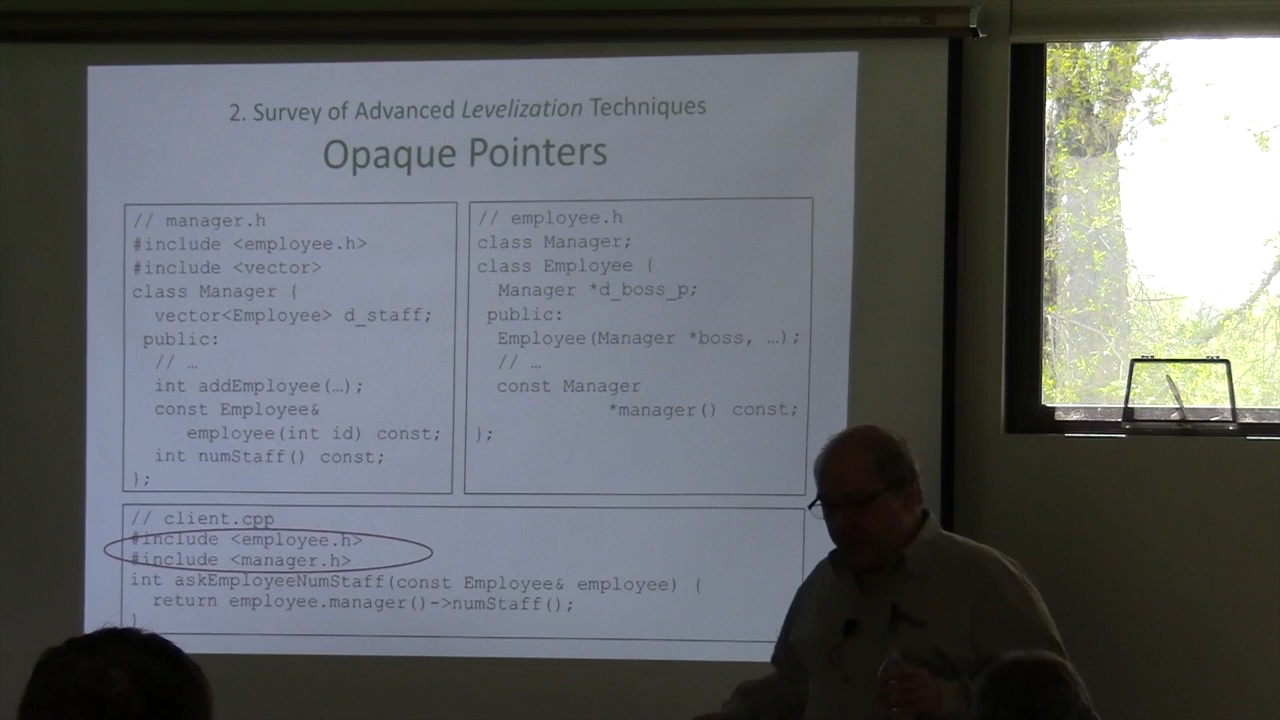 2. Survey of Advanced Levelization Techniques
Opaque Pointers
// manager.h
#include <employee.h>
#include <vector>
class Manager {
vector<Employee> d_staff;
public:
// …
int addEmployee(…);
const Employee&
employee(int id) const;
int numStaff() const;
};
// employee.h
class Manager;
class Employee {
Manager *d_boss_p;
public:
Employee(Manager *boss, …);
// …
const Manager
*manager() const;
};
// client.cpp
#include <employee.h>
#include <manager.h>
int askEmployeeNumStaff(const Employee& employee) {
return employee.manager()->numStaff();
}